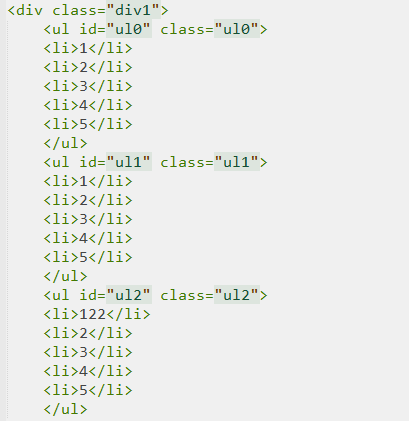 <div class="div1">
<ul id="ul0" class="ul0">
<li>1</li>
<li>2</li>
<li>3</li>
<li>4</li>
<li>5</li>
</ul>
<ul id="ul1" class="ul1">
<li>1</li>
<li>2</li>
<li>3</li>
<li>4</li>
<li>5</li>
</ul>
<ul id="ul2" class="ul2">
<li>122</li>
<li>2</li>
<li>3</li>
<li>4</li>
<li>5</li>
</ul>